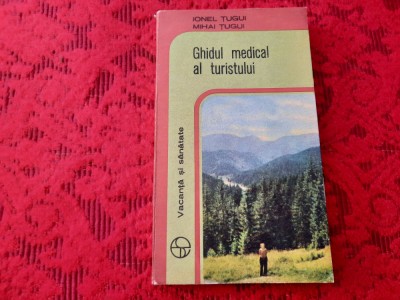 IONEL ȚUGUI
MIHAI ȚUGUI
Ghidul medical
al turistului
Vacanță și sănătate